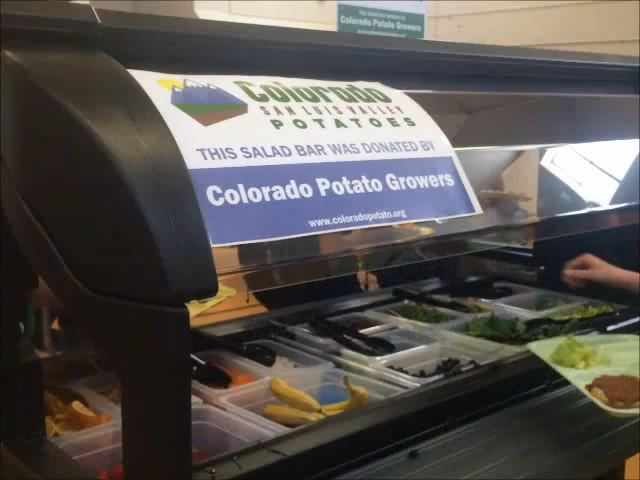 Colorado Potato Growers
Colorado
SAN LUIS VALLEY
POTATOES
THIS SALAD BAR WAS DONATED BY
Colorado Potato Growers
www.coloradopotato.org